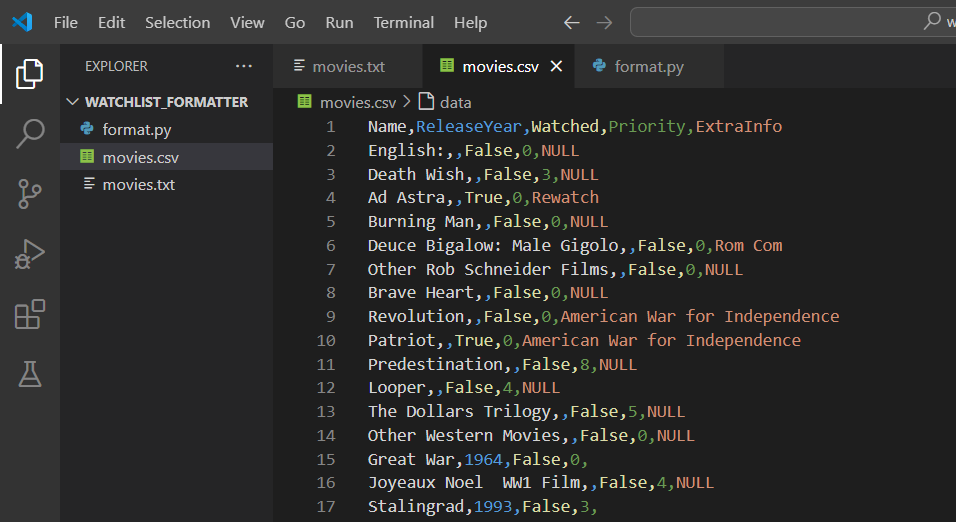 File Edit Selection View Go Run Terminal Help
EXPLORER ···
movies.txt movies.csv format.py
WATCHLIST_FORMATTER
format.py
movies.csv
movies.txt
movies.csv > data
1 Name,ReleaseYear,Watched,Priority,ExtraInfo
2 English:,,False,0,NULL
3 Death Wish,,False,3,NULL
4 Ad Astra,,True,0,Rewatch
5 Burning Man,,False,0,NULL
6 Deuce Bigalow: Male Gigolo,,False,0,Rom Com
7 Other Rob Schneider Films,,False,0,NULL
8 Brave Heart,,False,0,NULL
9 Revolution,,False,0,American War for Independence
10 Patriot,,True,0,American War for Independence
11 Predestination,,False,8,NULL
12 Looper,,False,4,NULL
13 The Dollars Trilogy,,False,5,NULL
14 Other Western Movies,,False,0,NULL
15 Great War,1964,False,0,
16 Joyeaux Noel  WW1 Film,,False,4,NULL
17 Stalingrad,1993,False,3,